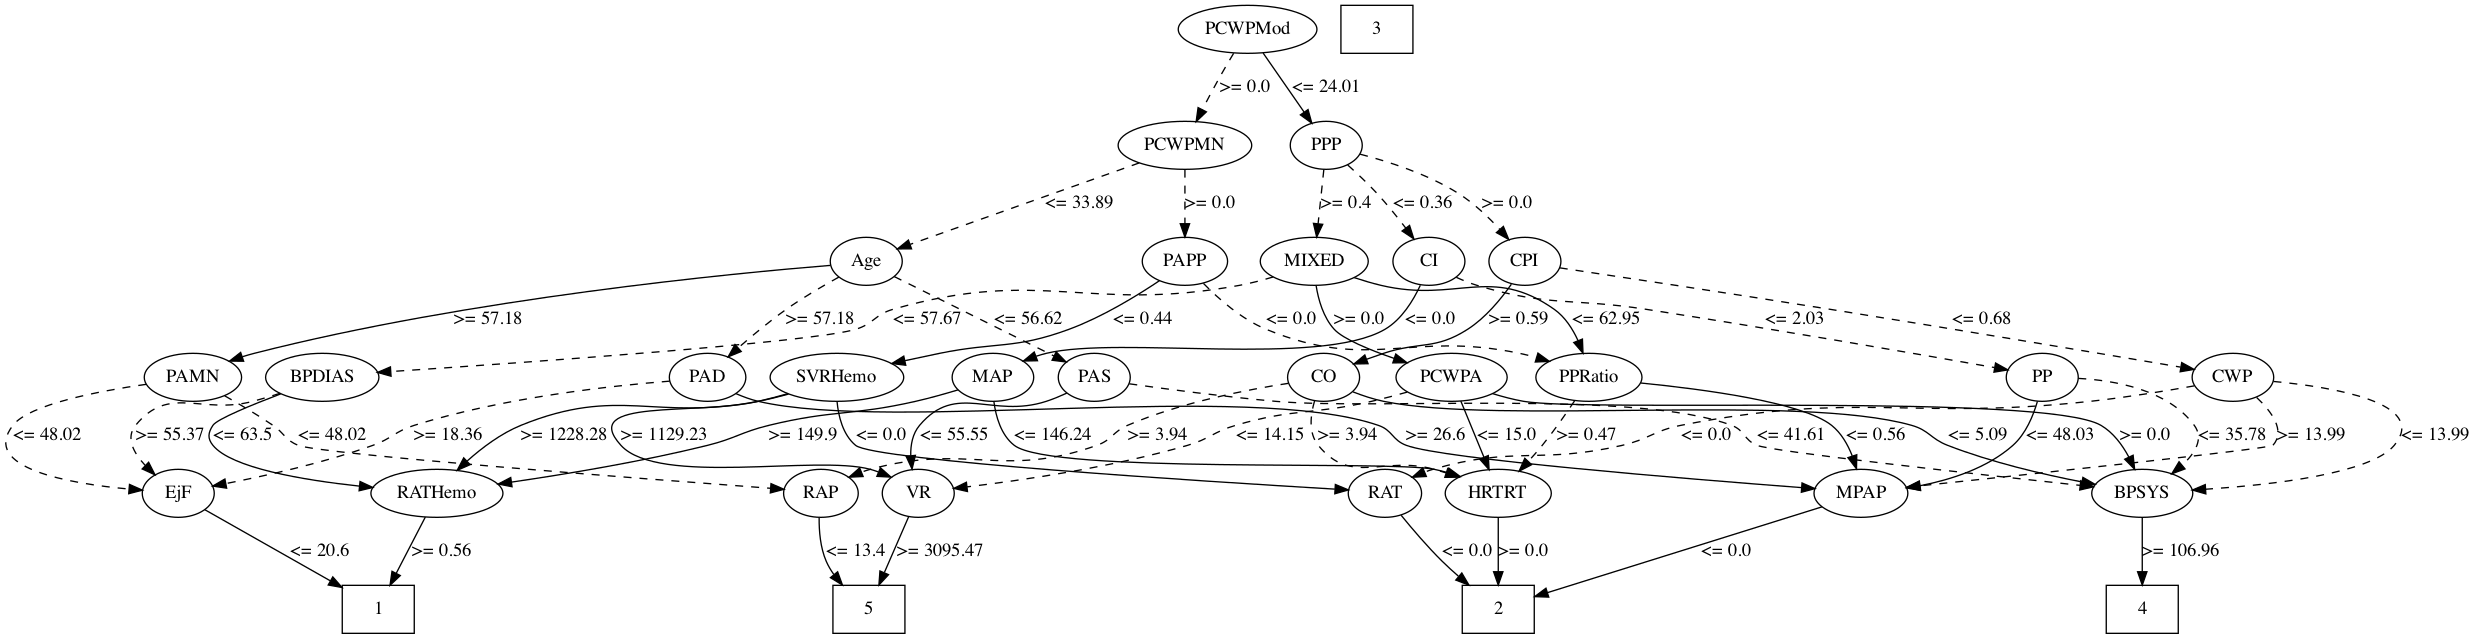 PCWPMod 3
>= 0.0 <= 24.01
PCWPMN PPP
<= 33.89 >= 0.0 >= 0.4 <= 0.36 >= 0.0
Age PAPP MIXED CI CPI
>= 57.18 >= 57.18 <= 57.67 <= 56.62 <= 0.44 <= 0.0 >= 0.0 <= 0.0 >= 0.59 <= 62.95 <= 2.03 <= 0.68
PAMN BPDIAS PAD SVRHemo MAP PAS CO PCWPA PPRatio PP CWP
<= 48.02 >= 55.37 <= 63.5 <= 48.02 >= 18.36 >= 1228.28 >= 1129.23 >= 149.9 <= 0.0 <= 55.55 <= 146.24 >= 3.94 <= 14.15 >= 3.94 >= 26.6 <= 15.0 >= 0.47 <= 0.0 <= 41.61 <= 0.56 <= 5.09 <= 48.03 >= 0.0 <= 35.78 >= 13.99 <= 13.99
EjF RATHemo RAP VR RAT HRTRT MPAP BPSYS
<= 20.6 >= 0.56 <= 13.4 >= 3095.47 <= 0.0 >= 0.0 <= 0.0 >= 106.96
1 5 2 4